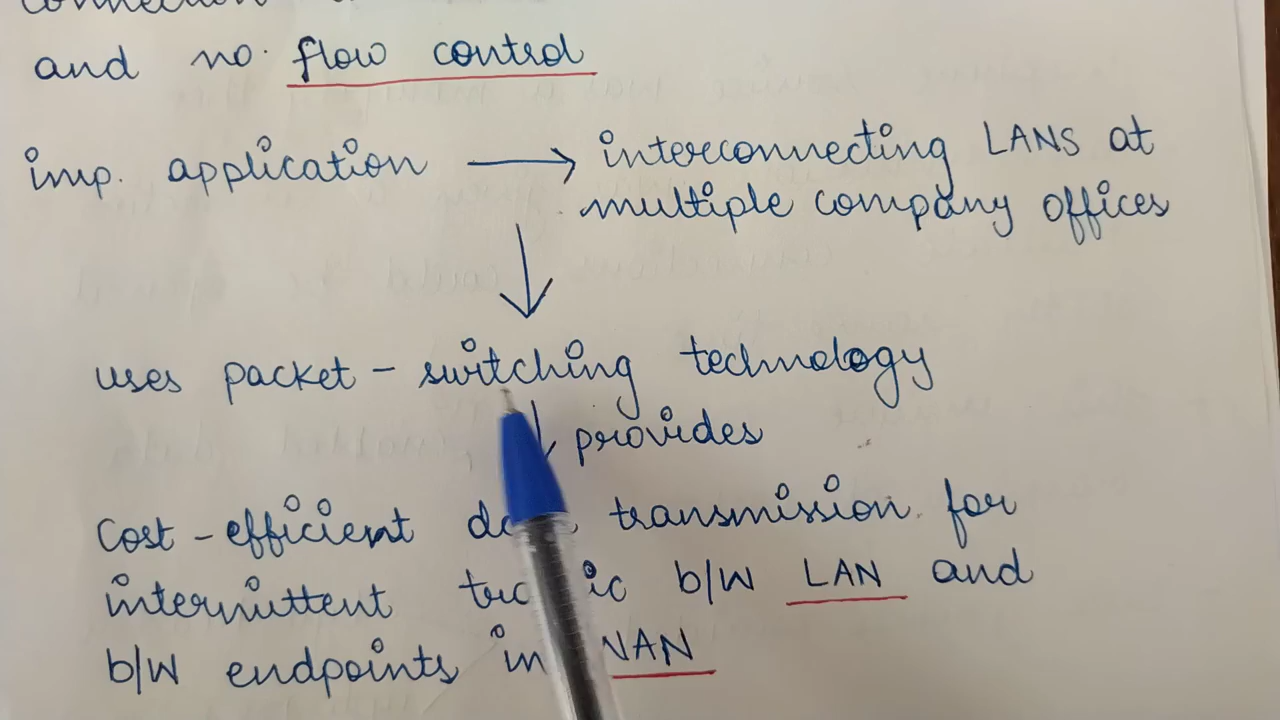 connection
and no. flow control
imp. application → interconnecting LANS at
multiple company offices
uses packet - switching technology
provides
cost - efficient transmission for
intermittent b/w LAN and
b/w endpoints in